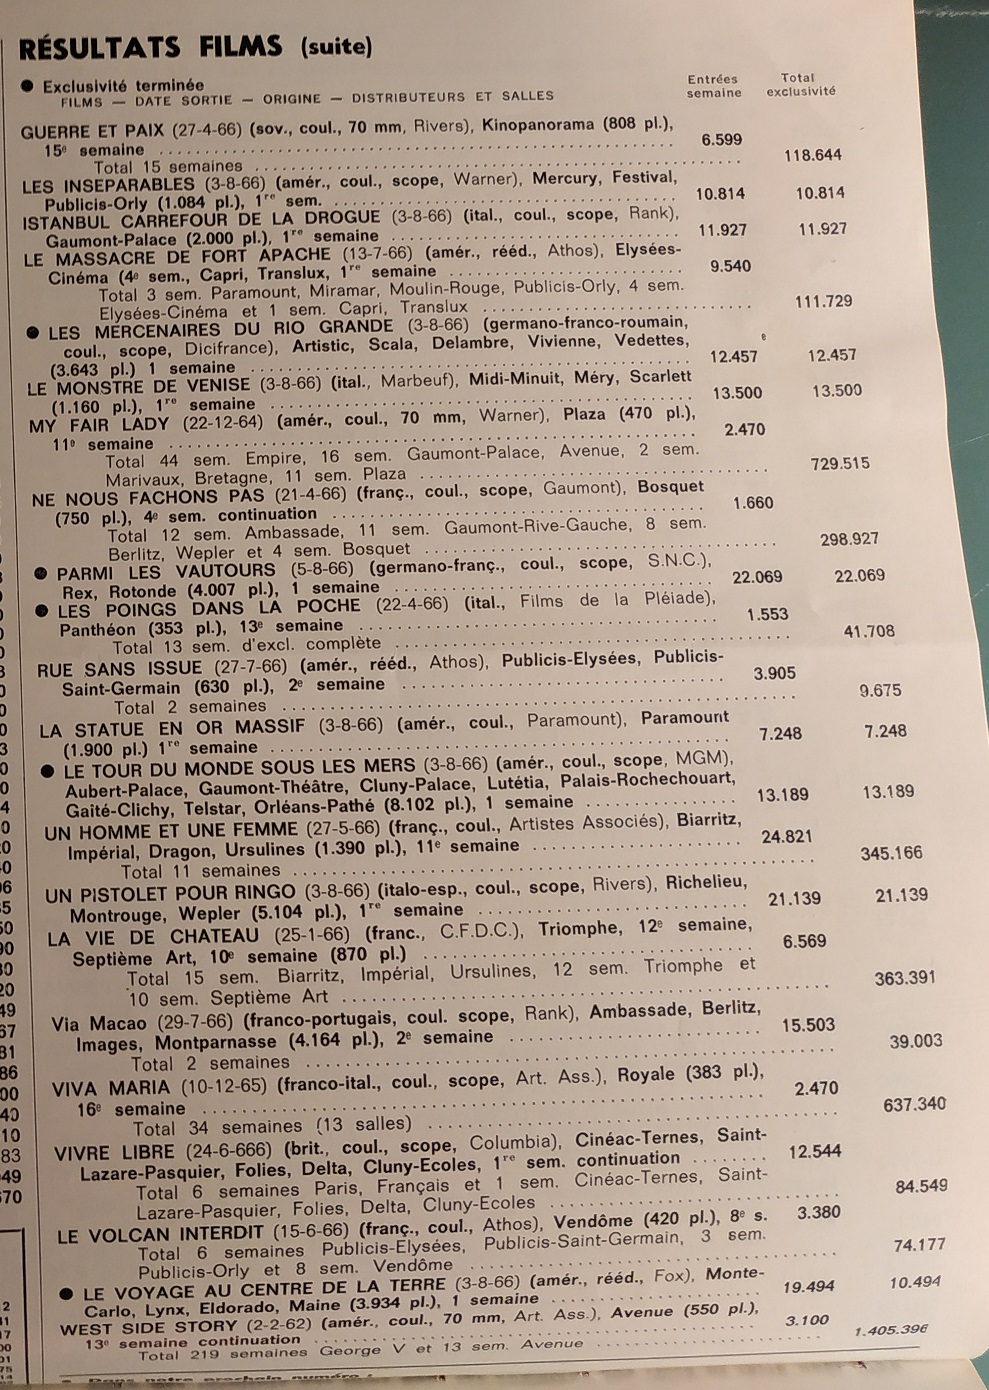 RÉSULTATS FILMS (suite)
● Exclusivité terminée
FILMS — DATE SORTIE — ORIGINE — DISTRIBUTEURS ET SALLES
Entrées semaine
Total exclusivité
GUERRE ET PAIX (27-4-66) (sov., coul., 70 mm, Rivers), Kinopanorama (808 pl.),
15e semaine .......... 6.599
Total 15 semaines .......... 118.644
LES INSEPARABLES (3-8-66) (amér., coul., scope, Warner), Mercury, Festival,
Publicis-Orly (1.084 pl.), 1re sem. .......... 10.814 10.814
ISTANBUL CARREFOUR DE LA DROGUE (3-8-66) (ital., coul., scope, Rank),
Gaumont-Palace (2.000 pl.), 1re semaine .......... 11.927 11.927
LE MASSACRE DE FORT APACHE (13-7-66) (amér., rééd., Athos), Elysées-
Cinéma (4e sem., Capri, Translux, 1re semaine .......... 9.540
Total 3 sem. Paramount, Miramar, Moulin-Rouge, Publicis-Orly, 4 sem.
Elysées-Cinéma et 1 sem. Capri, Translux .......... 111.729
● LES MERCENAIRES DU RIO GRANDE (3-8-66) (germano-franco-roumain,
coul., scope, Dicifrance), Artistic, Scala, Delambre, Vivienne, Vedettes, e
(3.643 pl.) 1 semaine .......... 12.457 12.457
LE MONSTRE DE VENISE (3-8-66) (ital., Marbeuf), Midi-Minuit, Méry, Scarlett
(1.160 pl.), 1re semaine .......... 13.500 13.500
MY FAIR LADY (22-12-64) (amér., coul., 70 mm, Warner), Plaza (470 pl.),
11e semaine .......... 2.470
Total 44 sem. Empire, 16 sem. Gaumont-Palace, Avenue, 2 sem.
Marivaux, Bretagne, 11 sem. Plaza .......... 729.515
NE NOUS FACHONS PAS (21-4-66) (franç., coul., scope, Gaumont), Bosquet
(750 pl.), 4e sem. continuation .......... 1.660
Total 12 sem. Ambassade, 11 sem. Gaumont-Rive-Gauche, 8 sem.
Berlitz, Wepler et 4 sem. Bosquet .......... 298.927
● PARMI LES VAUTOURS (5-8-66) (germano-franç., coul., scope, S.N.C.),
Rex, Rotonde (4.007 pl.), 1 semaine .......... 22.069 22.069
● LES POINGS DANS LA POCHE (22-4-66) (ital., Films de la Pléiade),
Panthéon (353 pl.), 13e semaine .......... 1.553
Total 13 sem. d'excl. complète .......... 41.708
RUE SANS ISSUE (27-7-66) (amér., rééd., Athos), Publicis-Elysées, Publicis-
Saint-Germain (630 pl.), 2e semaine .......... 3.905
Total 2 semaines .......... 9.675
LA STATUE EN OR MASSIF (3-8-66) (amér., coul., Paramount), Paramount
(1.900 pl.) 1re semaine .......... 7.248 7.248
● LE TOUR DU MONDE SOUS LES MERS (3-8-66) (amér., coul., scope, MGM),
Aubert-Palace, Gaumont-Théâtre, Cluny-Palace, Lutétia, Palais-Rochechouart,
Gaîté-Clichy, Telstar, Orléans-Pathé (8.102 pl.), 1 semaine .......... 13.189 13.189
UN HOMME ET UNE FEMME (27-5-66) (franç., coul., Artistes Associés), Biarritz,
Impérial, Dragon, Ursulines (1.390 pl.), 11e semaine .......... 24.821
Total 11 semaines .......... 345.166
UN PISTOLET POUR RINGO (3-8-66) (italo-esp., coul., scope, Rivers), Richelieu,
Montrouge, Wepler (5.104 pl.), 1re semaine .......... 21.139 21.139
LA VIE DE CHATEAU (25-1-66) (franc., C.F.D.C.), Triomphe, 12e semaine,
Septième Art, 10e semaine (870 pl.) .......... 6.569
Total 15 sem. Biarritz, Impérial, Ursulines, 12 sem. Triomphe et
10 sem. Septième Art .......... 363.391
Via Macao (29-7-66) (franco-portugais, coul. scope, Rank), Ambassade, Berlitz,
Images, Montparnasse (4.164 pl.), 2e semaine .......... 15.503
Total 2 semaines .......... 39.003
VIVA MARIA (10-12-65) (franco-ital., coul., scope, Art. Ass.), Royale (383 pl.),
16e semaine .......... 2.470
Total 34 semaines (13 salles) .......... 637.340
VIVRE LIBRE (24-6-666) (brit., coul., scope, Columbia), Cinéac-Ternes, Saint-
Lazare-Pasquier, Folies, Delta, Cluny-Ecoles, 1re sem. continuation ........ 12.544
Total 6 semaines Paris, Français et 1 sem. Cinéac-Ternes, Saint-
Lazare-Pasquier, Folies, Delta, Cluny-Ecoles .......... 84.549
LE VOLCAN INTERDIT (15-6-66) (franç., coul., Athos), Vendôme (420 pl.), 8e s. 3.380
Total 6 semaines Publicis-Elysées, Publicis-Saint-Germain, 3 sem.
Publicis-Orly et 8 sem. Vendôme .......... 74.177
● LE VOYAGE AU CENTRE DE LA TERRE (3-8-66) (amér., rééd., Fox), Monte-
Carlo, Lynx, Eldorado, Maine (3.934 pl.), 1 semaine .......... 19.494 10.494
WEST SIDE STORY (2-2-62) (amér., coul., 70 mm, Art. Ass.), Avenue (550 pl.),
13e semaine continuation .......... 3.100
Total 219 semaines George V et 13 sem. Avenue .......... 1.405.396
Dans notre prochain numéro :